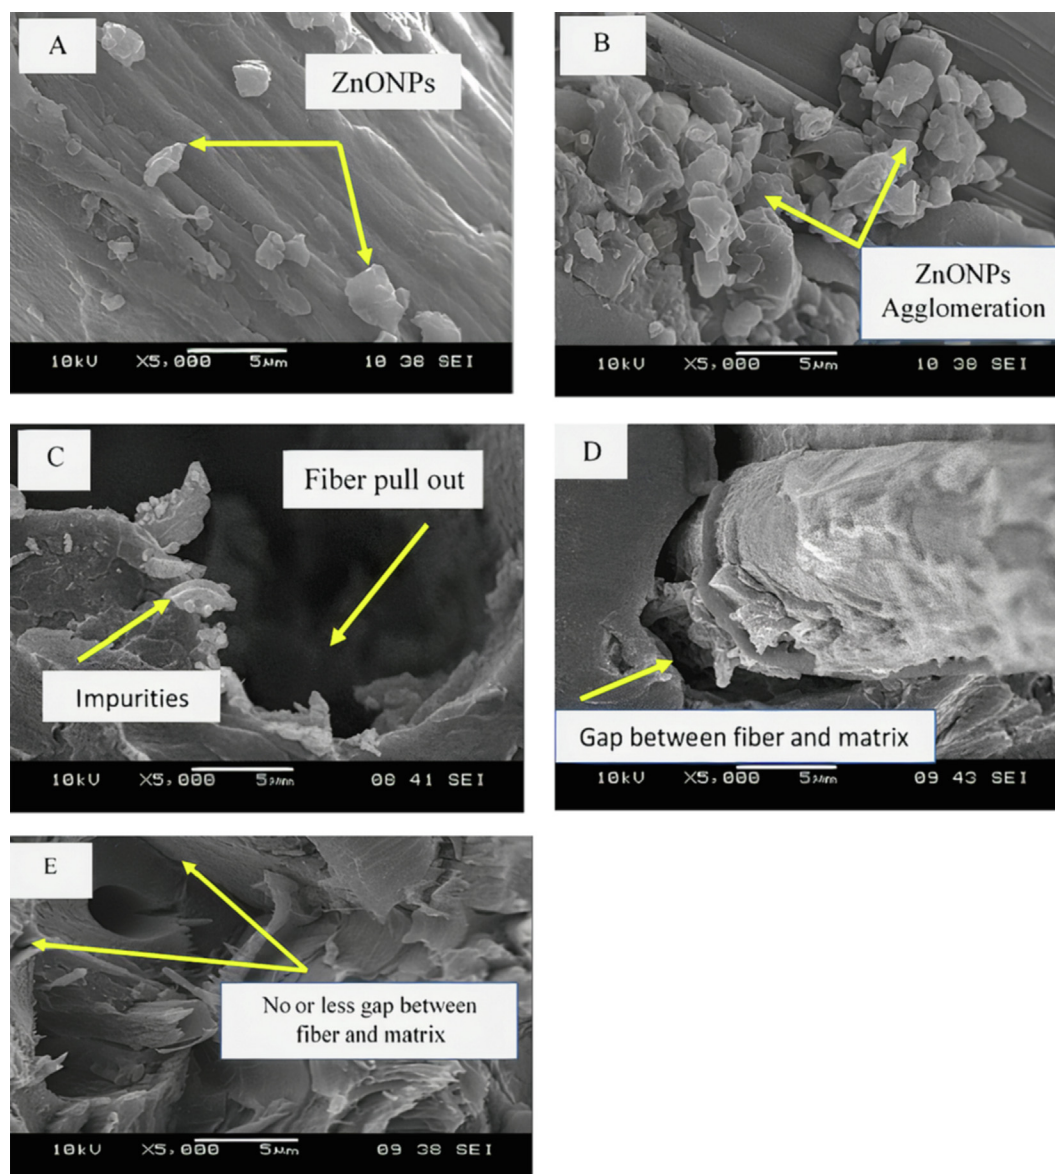 A
ZnONPs
10kV X5,000 5μm 10 38 SEI
B
ZnONPs
Agglomeration
10kV X5,000 5μm 10 38 SEI
C
Fiber pull out
Impurities
10kV X5,000 5μm 08 41 SEI
D
Gap between fiber and matrix
10kV X5,000 5μm 09 43 SEI
E
No or less gap between
fiber and matrix
10kV X5,000 5μm 09 38 SEI